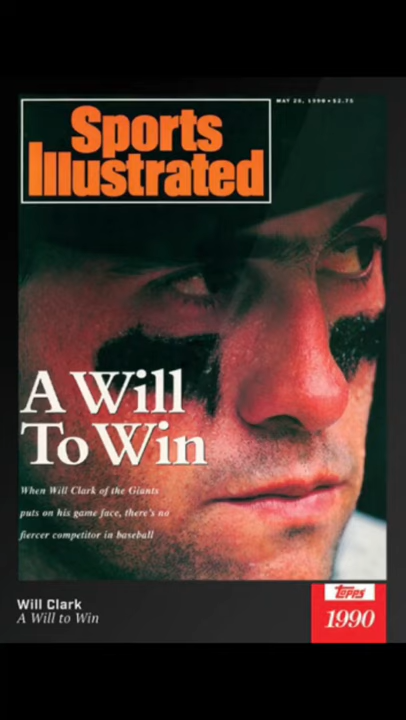 Sports
Illustrated
MAY 28, 1990 • $2.75
A Will
To Win
When Will Clark of the Giants
puts on his game face, there's no
fiercer competitor in baseball
Will Clark
A Will to Win
Topps
1990